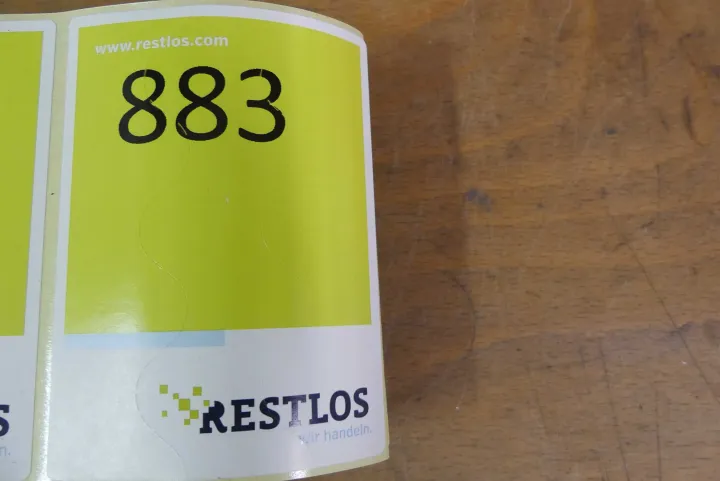 www.restlos.com
883
RESTLOS
wir handeln.
S
n.